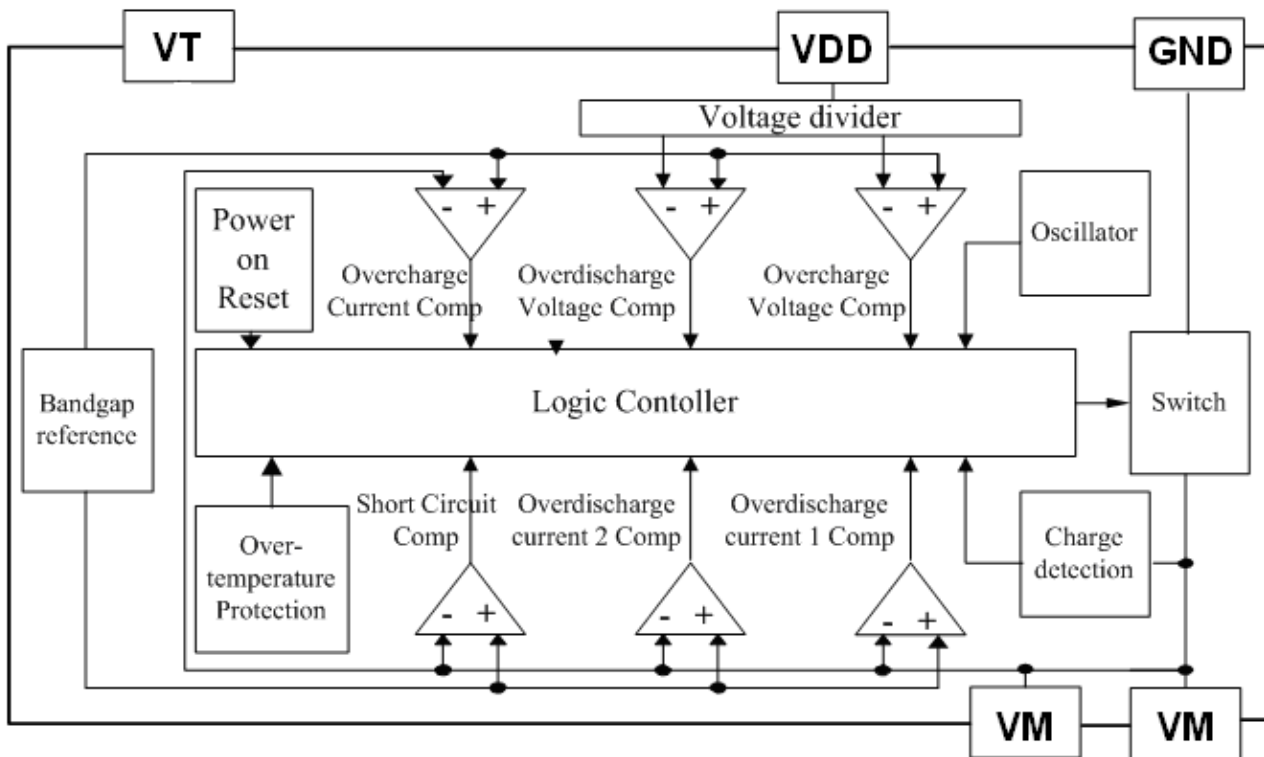 VT
VDD
GND
Voltage divider
- +
- +
- +
Power
on
Reset
Oscillator
Overcharge
Current Comp
Overdischarge
Voltage Comp
Overcharge
Voltage Comp
Bandgap
reference
Logic Contoller
Switch
Short Circuit
Comp
Overdischarge
current 2 Comp
Overdischarge
current 1 Comp
Over-
temperature
Protection
Charge
detection
- +
- +
- +
VM
VM